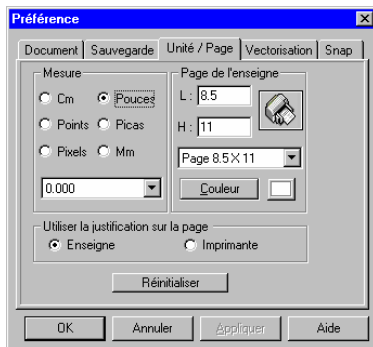 Préférence
Document Sauvegarde Unité / Page Vectorisation Snap
Mesure
Cm Pouces
Points Picas
Pixels Mm
0.000
Page de l'enseigne
L : 8.5
H : 11
Page 8.5 X 11
Couleur
Utiliser la justification sur la page
Enseigne Imprimante
Réinitialiser
OK Annuler Appliquer Aide